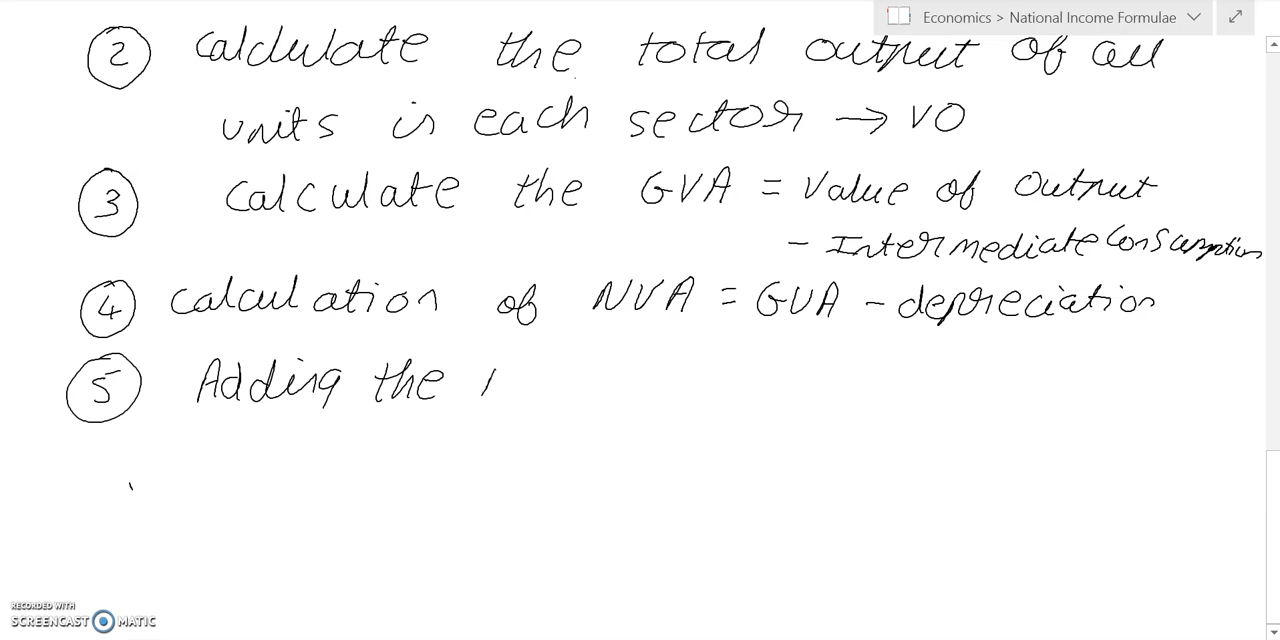 Economics > National Income Formulae
② Caldulate the total output of all
units is each sector → VO
③ Calculate the GVA = Value of Output
- Intermediate Consumption
④ Calculation of NVA = GVA - depreciation
⑤ Adding the
RECORDED WITH
SCREENCAST MATIC